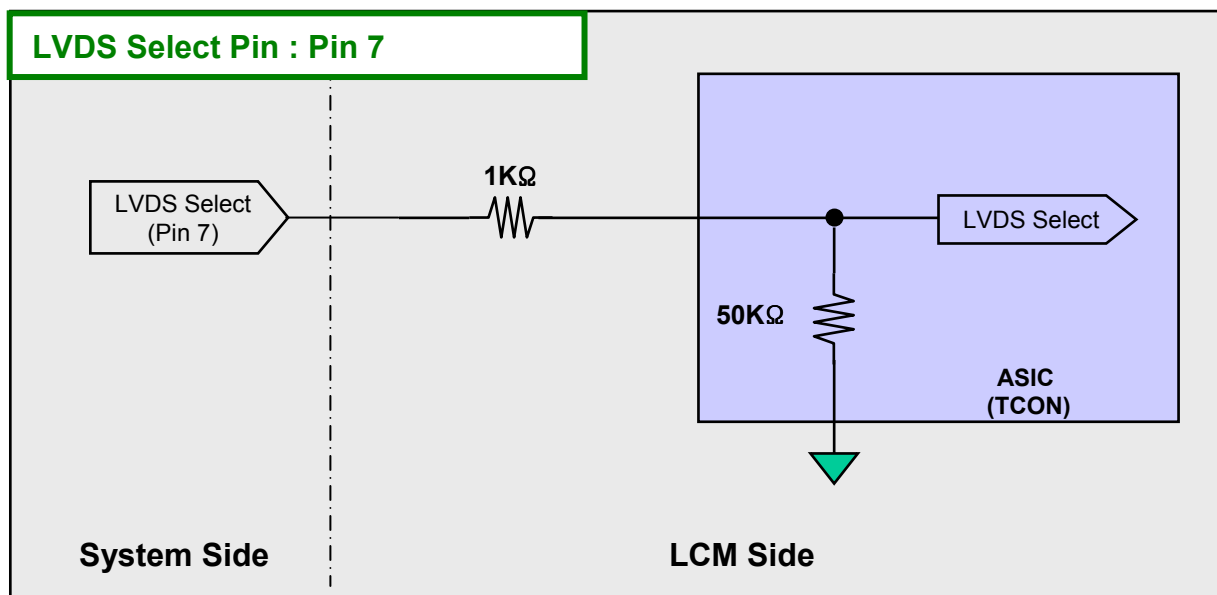 LVDS Select Pin : Pin 7
1KΩ
LVDS Select
(Pin 7)
LVDS Select
50KΩ
ASIC
(TCON)
System Side
LCM Side